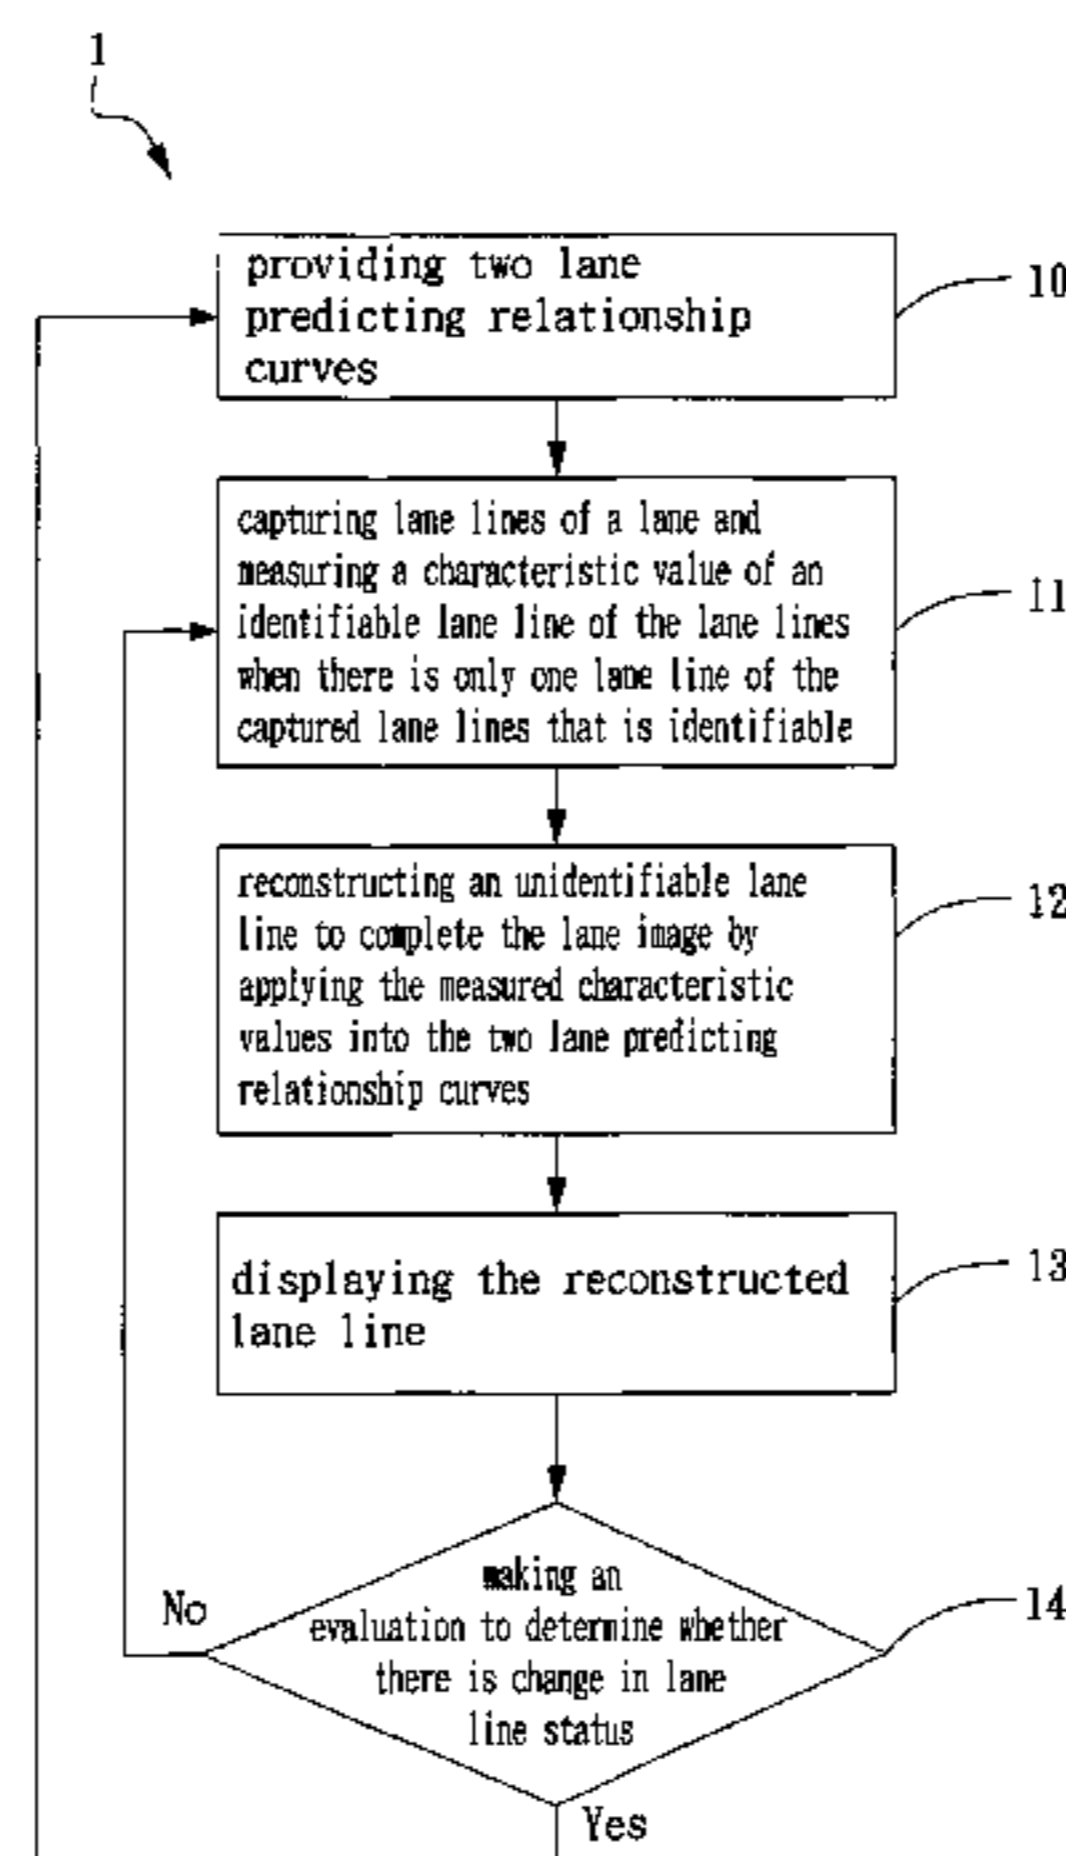 1
providing two lane
predicting relationship
curves
10
capturing lane lines of a lane and
measuring a characteristic value of an
identifiable lane line of the lane lines
when there is only one lane line of the
captured lane lines that is identifiable
11
reconstructing an unidentifiable lane
line to complete the lane image by
applying the measured characteristic
values into the two lane predicting
relationship curves
12
displaying the reconstructed
lane line
13
making an
evaluation to determine whether
there is change in lane
line status
14
No
Yes